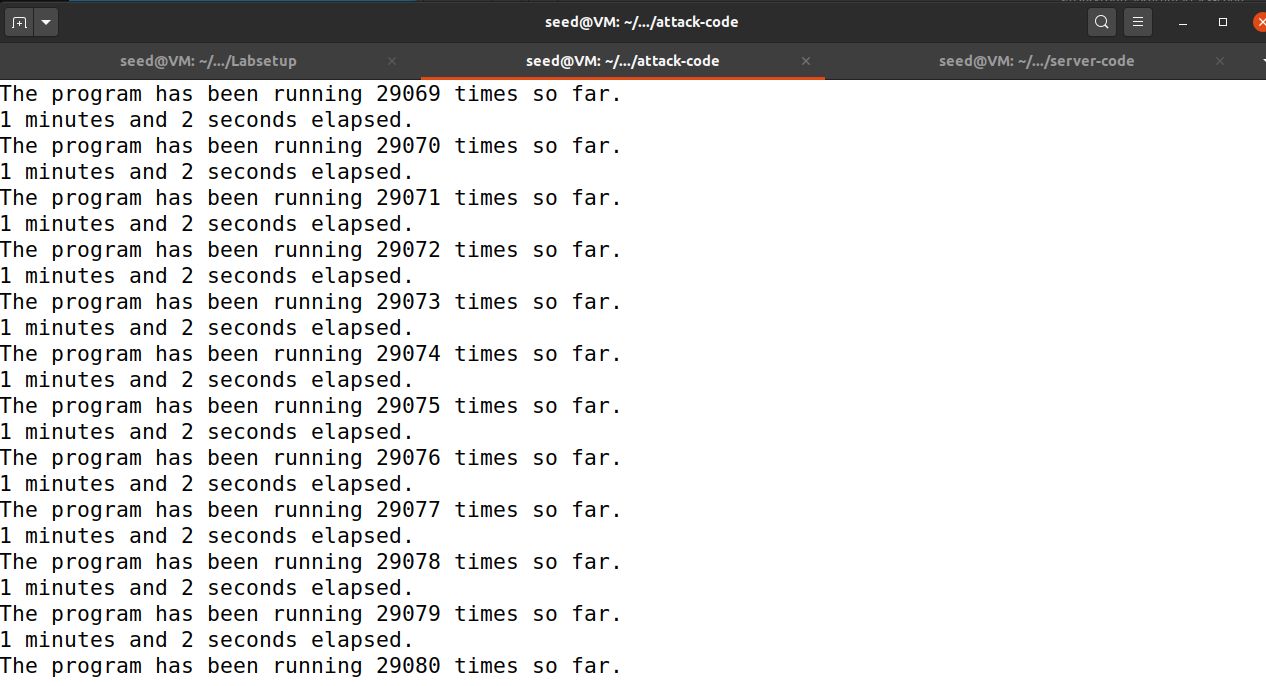 seed@VM: ~/.../attack-code
seed@VM: ~/.../Labsetup
seed@VM: ~/.../attack-code
seed@VM: ~/.../server-code
The program has been running 29069 times so far.
1 minutes and 2 seconds elapsed.
The program has been running 29070 times so far.
1 minutes and 2 seconds elapsed.
The program has been running 29071 times so far.
1 minutes and 2 seconds elapsed.
The program has been running 29072 times so far.
1 minutes and 2 seconds elapsed.
The program has been running 29073 times so far.
1 minutes and 2 seconds elapsed.
The program has been running 29074 times so far.
1 minutes and 2 seconds elapsed.
The program has been running 29075 times so far.
1 minutes and 2 seconds elapsed.
The program has been running 29076 times so far.
1 minutes and 2 seconds elapsed.
The program has been running 29077 times so far.
1 minutes and 2 seconds elapsed.
The program has been running 29078 times so far.
1 minutes and 2 seconds elapsed.
The program has been running 29079 times so far.
1 minutes and 2 seconds elapsed.
The program has been running 29080 times so far.